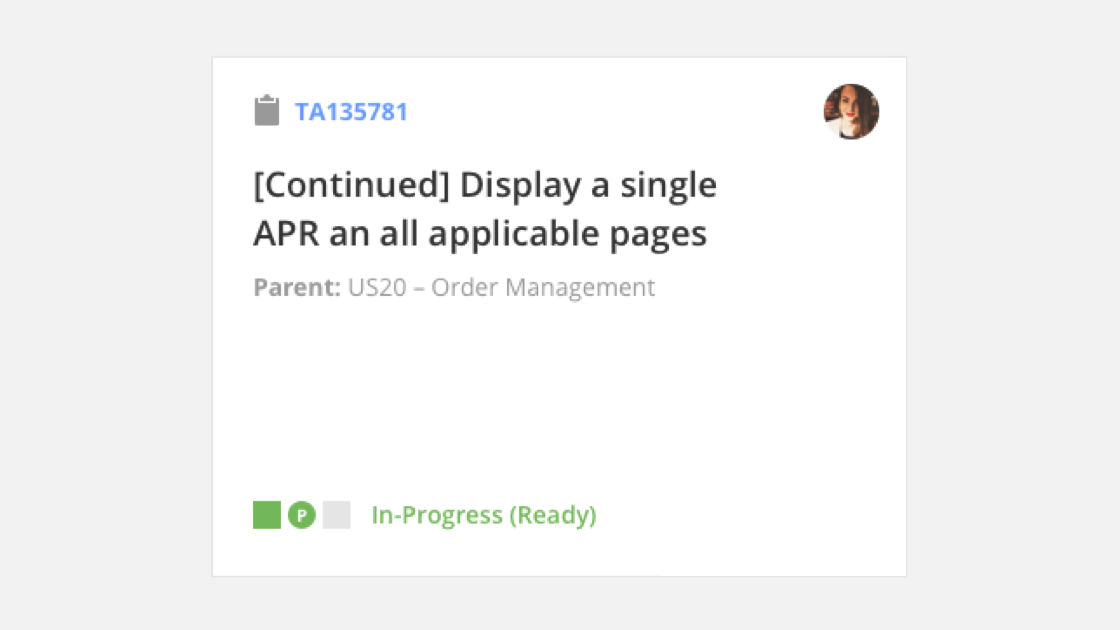 TA135781
[Continued] Display a single
APR an all applicable pages
Parent: US20 – Order Management
P In-Progress (Ready)